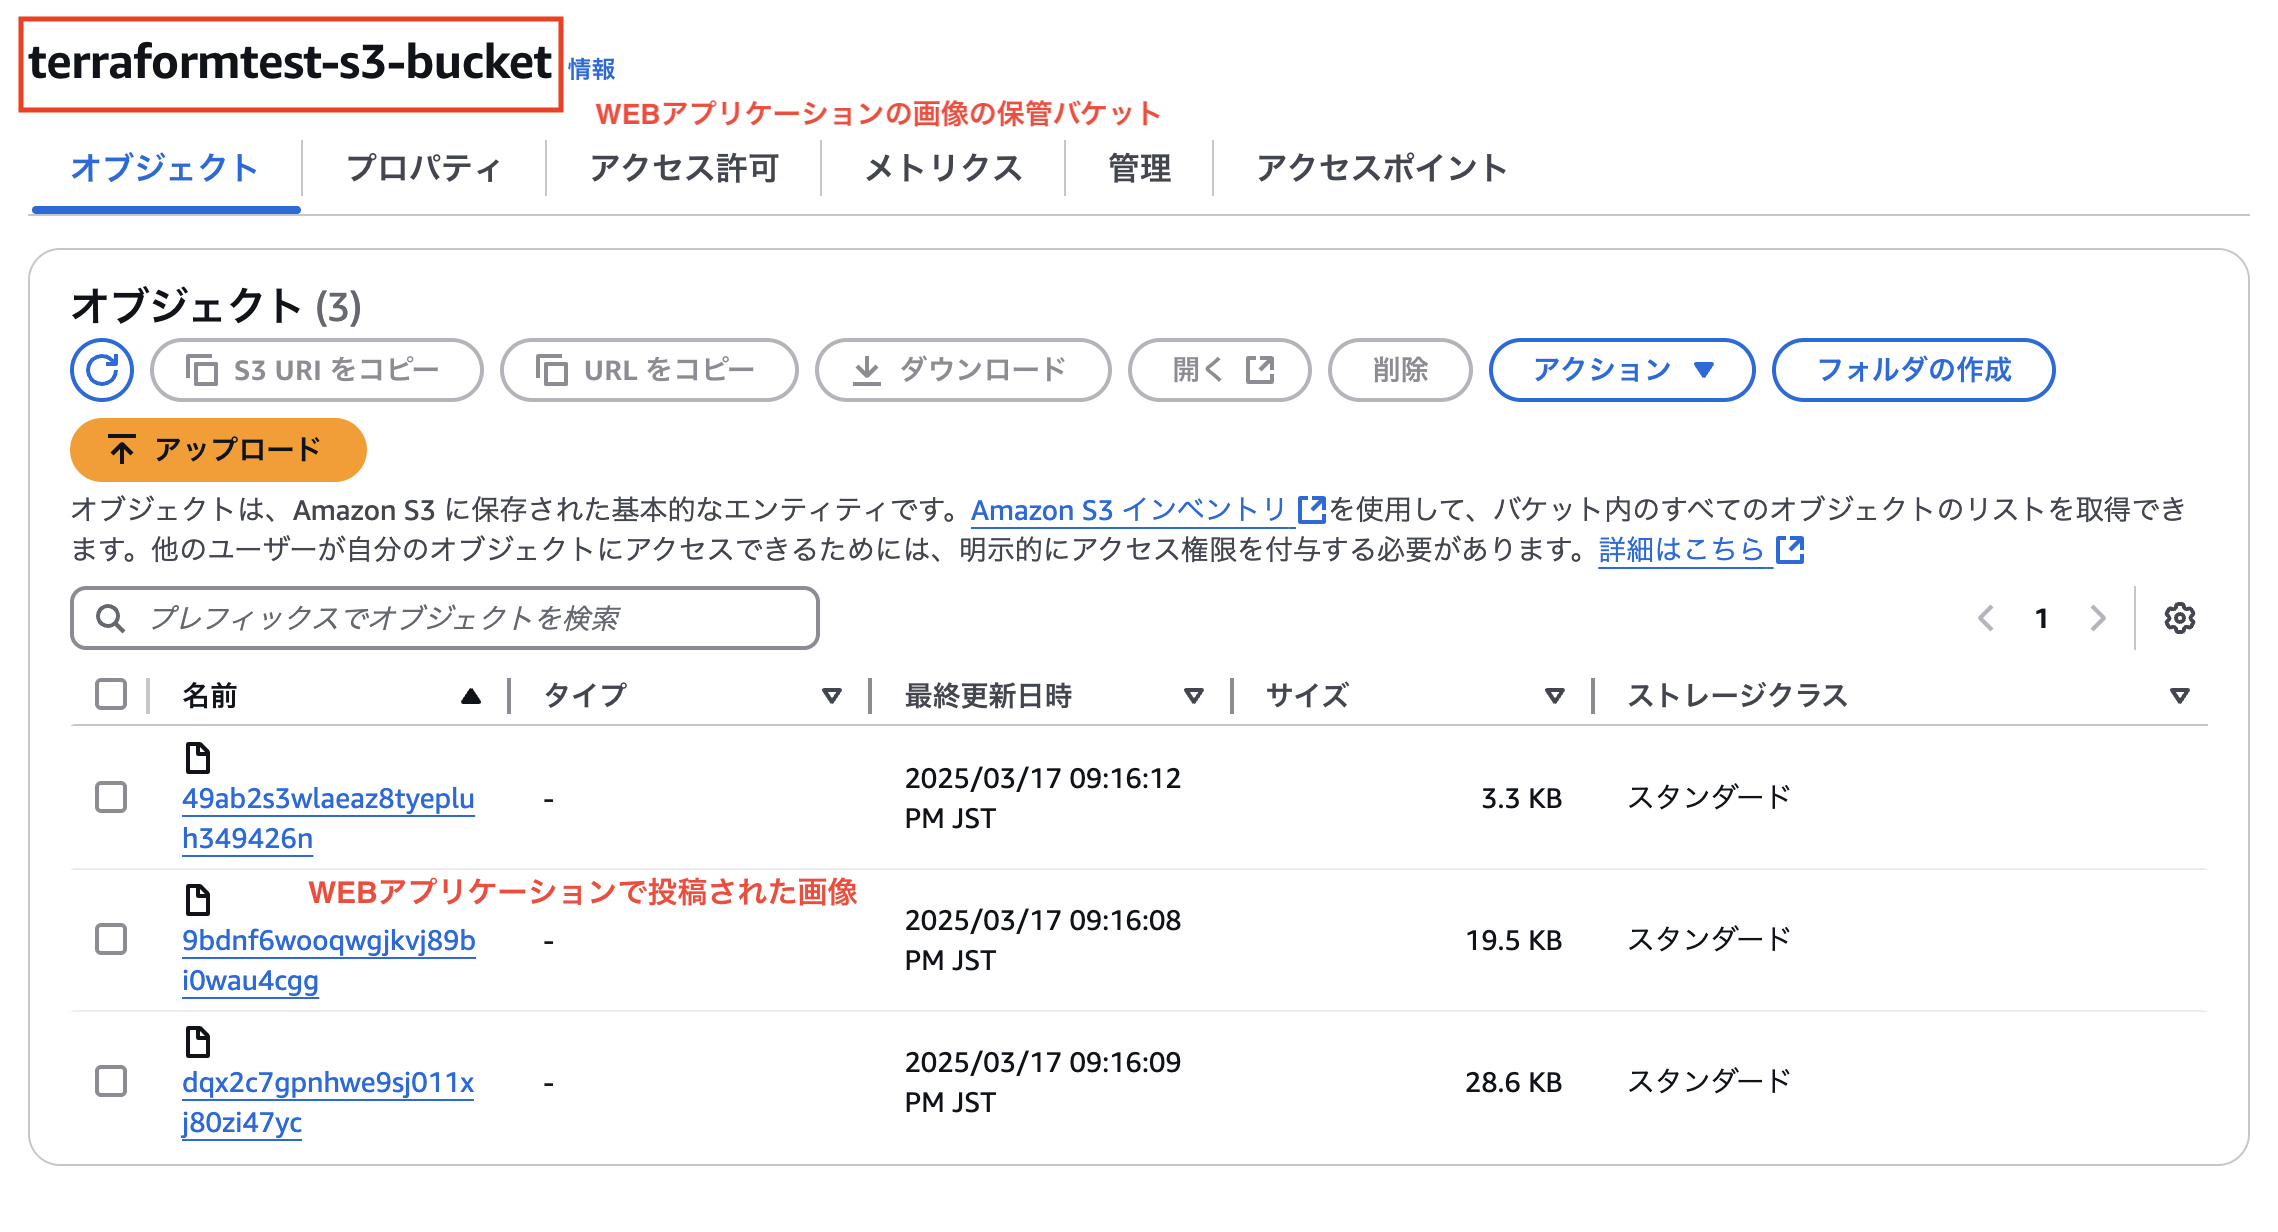 terraformtest-s3-bucket 情報
WEBアプリケーションの画像の保管バケット
オブジェクト プロパティ アクセス許可 メトリクス 管理 アクセスポイント
オブジェクト (3)
S3 URI をコピー URL をコピー ダウンロード 開く 削除 アクション フォルダの作成
アップロード
オブジェクトは、Amazon S3 に保存された基本的なエンティティです。Amazon S3 インベントリ を使用して、バケット内のすべてのオブジェクトのリストを取得でき
ます。他のユーザーが自分のオブジェクトにアクセスできるためには、明示的にアクセス権限を付与する必要があります。詳細はこちら
プレフィックスでオブジェクトを検索 1
名前 タイプ 最終更新日時 サイズ ストレージクラス
49ab2s3wlaeaz8tyeplu
h349426n
-
2025/03/17 09:16:12
PM JST
3.3 KB
スタンダード
WEBアプリケーションで投稿された画像
9bdnf6wooqwgjkvj89b
i0wau4cgg
-
2025/03/17 09:16:08
PM JST
19.5 KB
スタンダード
dqx2c7gpnhwe9sj011x
j80zi47yc
-
2025/03/17 09:16:09
PM JST
28.6 KB
スタンダード